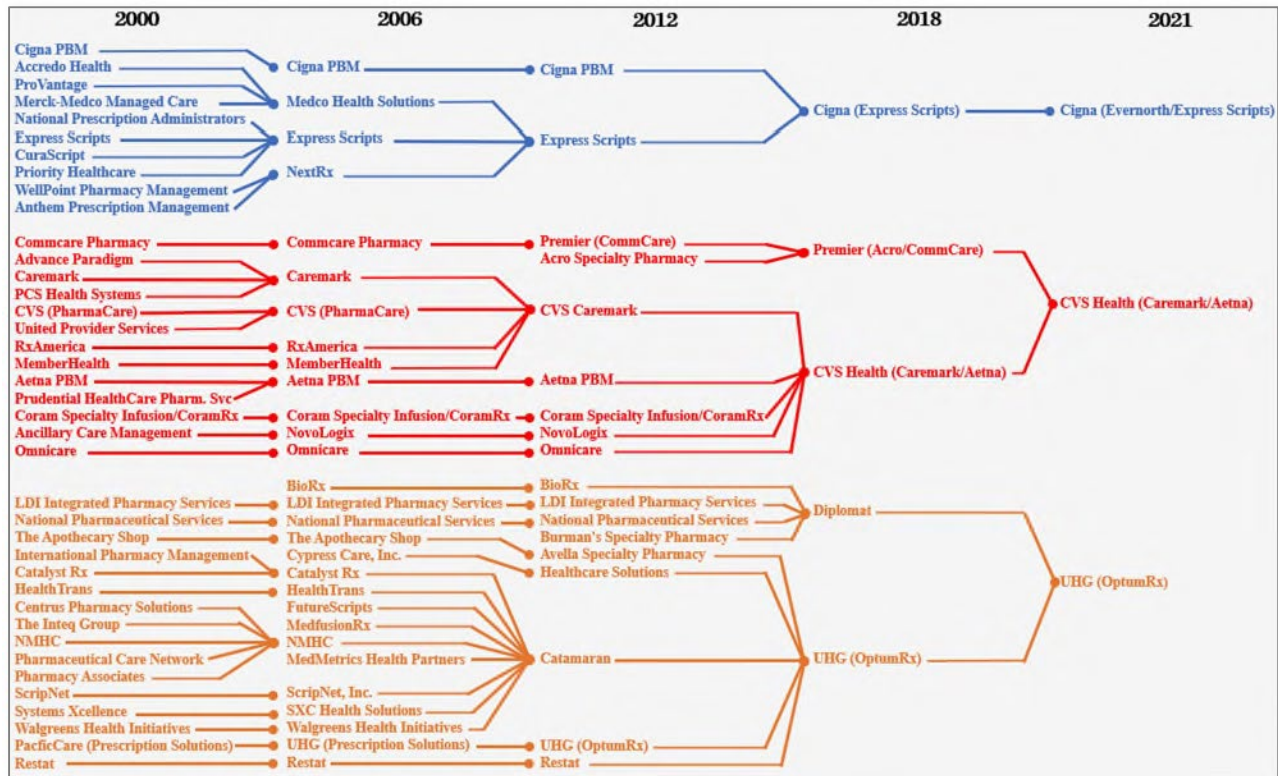 2000 2006 2012 2018 2021
Cigna PBM
Accredo Health
ProVantage
Merck-Medco Managed Care
National Prescription Administrators
Express Scripts
CuraScript
Priority Healthcare
WellPoint Pharmacy Management
Anthem Prescription Management
Cigna PBM
Medco Health Solutions
Express Scripts
NextRx
Cigna PBM
Express Scripts
Cigna (Express Scripts)
Cigna (Evernorth/Express Scripts)
Commcare Pharmacy
Advance Paradigm
Caremark
PCS Health Systems
CVS (PharmaCare)
United Provider Services
RxAmerica
MemberHealth
Aetna PBM
Prudential HealthCare Pharm. Svc
Coram Specialty Infusion/CoramRx
Ancillary Care Management
Omnicare
Commcare Pharmacy
Caremark
CVS (PharmaCare)
RxAmerica
MemberHealth
Aetna PBM
Coram Specialty Infusion/CoramRx
NovoLogix
Omnicare
Premier (CommCare)
Acro Specialty Pharmacy
CVS Caremark
Aetna PBM
Coram Specialty Infusion/CoramRx
NovoLogix
Omnicare
Premier (Acro/CommCare)
CVS Health (Caremark/Aetna)
CVS Health (Caremark/Aetna)
LDI Integrated Pharmacy Services
National Pharmaceutical Services
The Apothecary Shop
International Pharmacy Management
Catalyst Rx
HealthTrans
Centrus Pharmacy Solutions
The Inteq Group
NMHC
Pharmaceutical Care Network
Pharmacy Associates
ScripNet
Systems Xcellence
Walgreens Health Initiatives
PacficCare (Prescription Solutions)
Restat
BioRx
LDI Integrated Pharmacy Services
National Pharmaceutical Services
The Apothecary Shop
Cypress Care, Inc.
Catalyst Rx
HealthTrans
FutureScripts
MedfusionRx
NMHC
MedMetrics Health Partners
ScripNet, Inc.
SXC Health Solutions
Walgreens Health Initiatives
UHG (Prescription Solutions)
Restat
BioRx
LDI Integrated Pharmacy Services
National Pharmaceutical Services
Burman's Specialty Pharmacy
Avella Specialty Pharmacy
Healthcare Solutions
Catamaran
UHG (OptumRx)
Restat
Diplomat
UHG (OptumRx)
UHG (OptumRx)